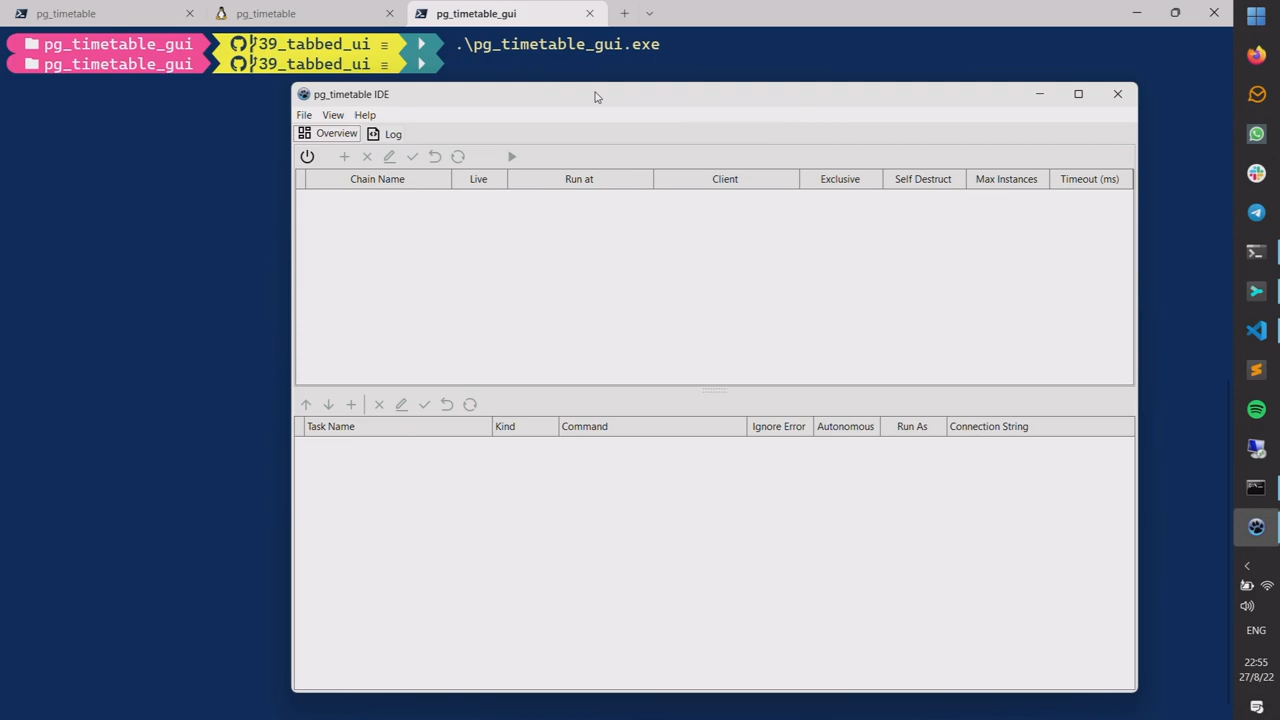 pg_timetable
pg_timetable
pg_timetable_gui
pg_timetable_gui 39_tabbed_ui ≡ .\pg_timetable_gui.exe
pg_timetable_gui 39_tabbed_ui ≡
pg_timetable IDE
File View Help
Overview Log
Chain Name Live Run at Client Exclusive Self Destruct Max Instances Timeout (ms)
Task Name Kind Command Ignore Error Autonomous Run As Connection String
ENG
22:55
27/8/22